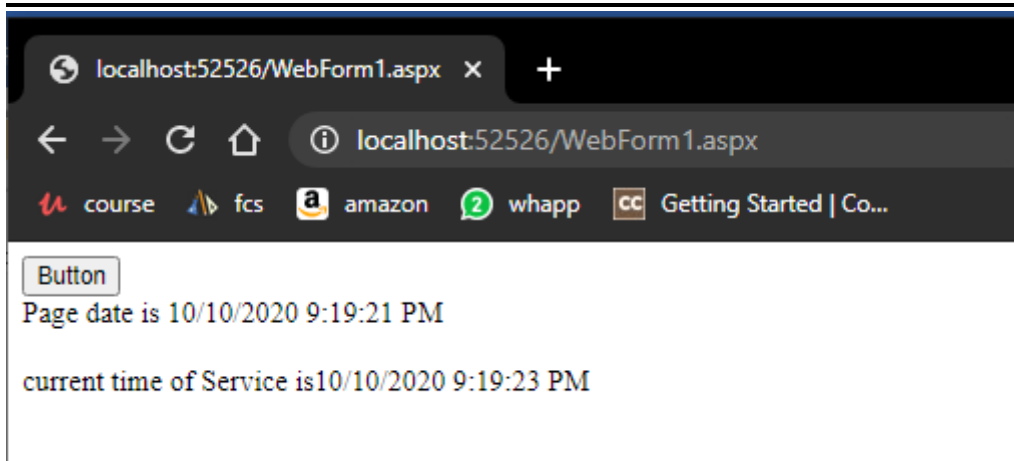 localhost:52526/WebForm1.aspx
localhost:52526/WebForm1.aspx
course fcs a amazon 2 whapp CC Getting Started | Co...
Button
Page date is 10/10/2020 9:19:21 PM
current time of Service is10/10/2020 9:19:23 PM